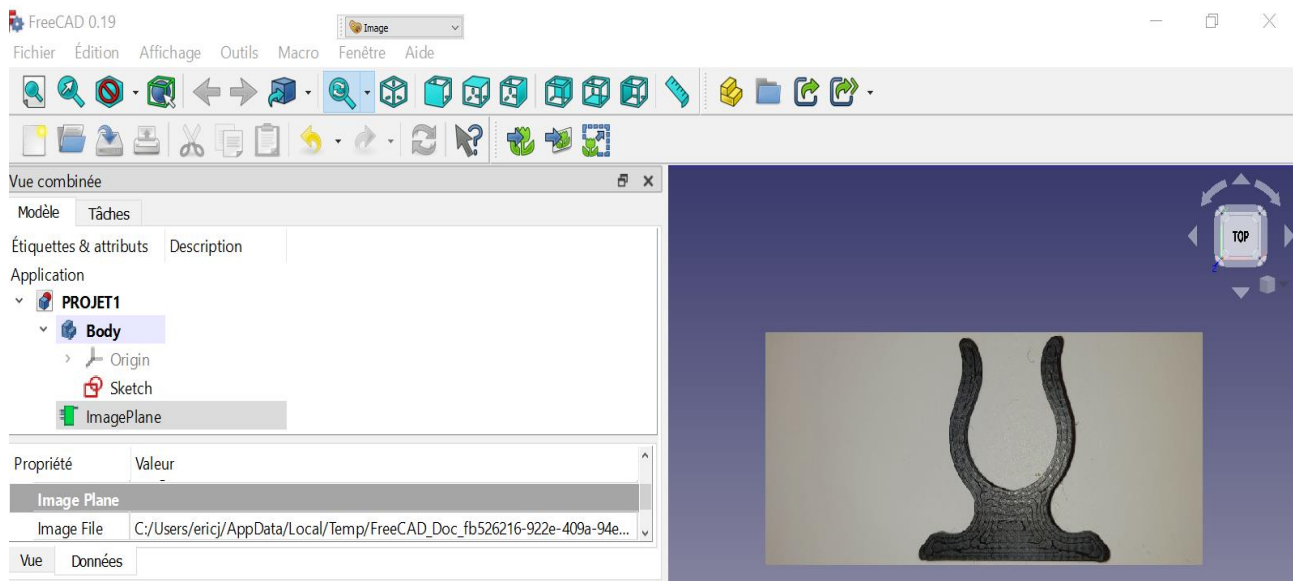 FreeCAD 0.19
Image
Fichier Édition Affichage Outils Macro Fenêtre Aide
Vue combinée
Modèle Tâches
Étiquettes & attributs Description
Application
PROJET1
Body
Origin
Sketch
ImagePlane
Propriété Valeur
Image Plane
Image File C:/Users/ericj/AppData/Local/Temp/FreeCAD_Doc_fb526216-922e-409a-94e...
Vue Données
TOP
Z